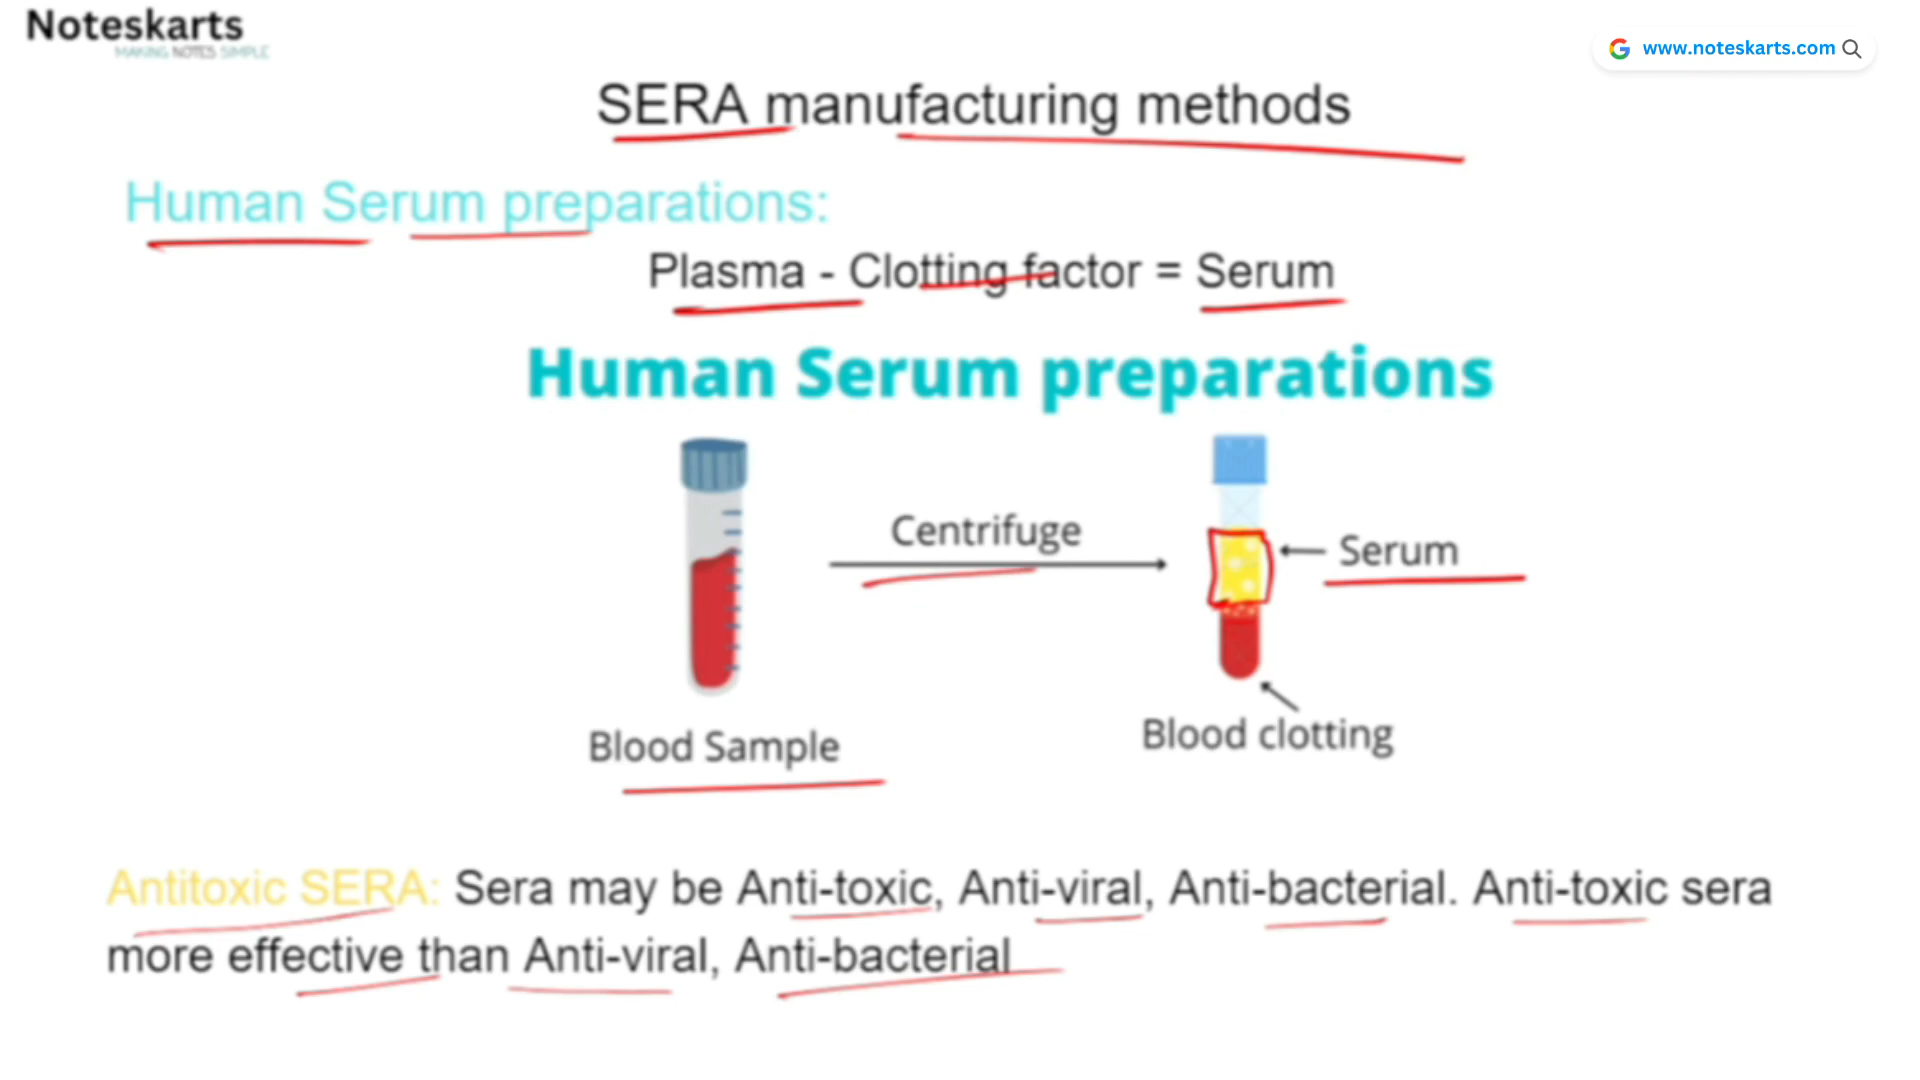 Noteskarts
MAKING NOTES SIMPLE
www.noteskarts.com
SERA manufacturing methods
Human Serum preparations:
Plasma - Clotting factor = Serum
Human Serum preparations
Centrifuge
Serum
Blood Sample
Blood clotting
Antitoxic SERA: Sera may be Anti-toxic, Anti-viral, Anti-bacterial. Anti-toxic sera
more effective than Anti-viral, Anti-bacterial